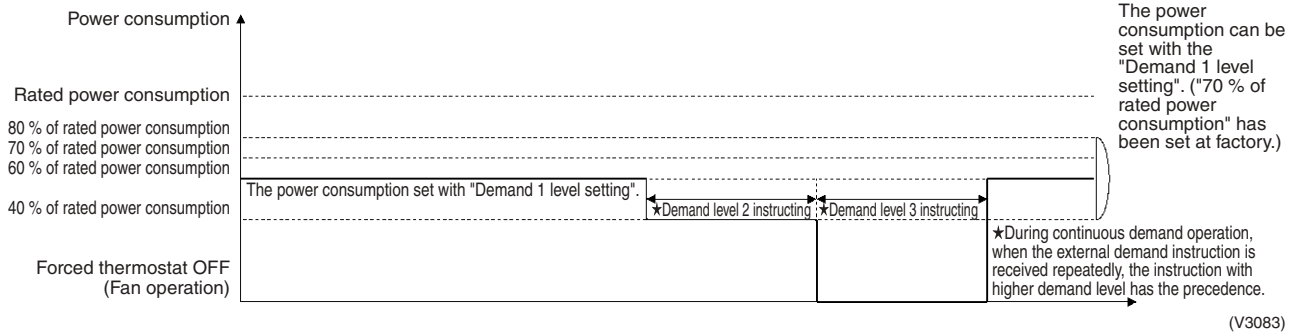 Power consumption
The power
consumption can be
set with the
"Demand 1 level
setting". ("70 % of
rated power
consumption" has
been set at factory.)
Rated power consumption
80 % of rated power consumption
70 % of rated power consumption
60 % of rated power consumption
The power consumption set with "Demand 1 level setting".
40 % of rated power consumption
★Demand level 2 instructing
★Demand level 3 instructing
★During continuous demand operation,
when the external demand instruction is
received repeatedly, the instruction with
higher demand level has the precedence.
Forced thermostat OFF
(Fan operation)
(V3083)